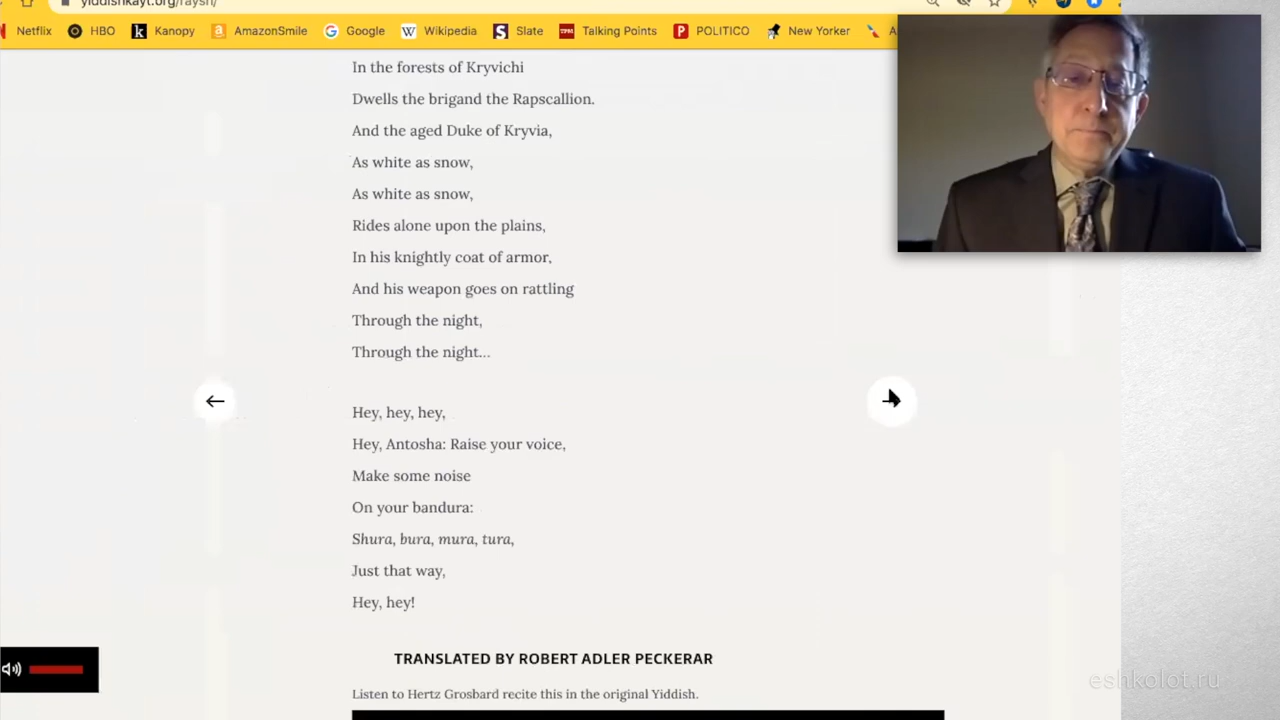 yiddishkayt.org/raysn/
Netflix HBO k Kanopy a AmazonSmile G Google W Wikipedia S Slate TPM Talking Points P POLITICO New Yorker A
In the forests of Kryvichi
Dwells the brigand the Rapscallion.
And the aged Duke of Kryvia,
As white as snow,
As white as snow,
Rides alone upon the plains,
In his knightly coat of armor,
And his weapon goes on rattling
Through the night,
Through the night…
Hey, hey, hey,
Hey, Antosha: Raise your voice,
Make some noise
On your bandura:
Shura, bura, mura, tura,
Just that way,
Hey, hey!
TRANSLATED BY ROBERT ADLER PECKERAR
Listen to Hertz Grosbard recite this in the original Yiddish.
eshkolot.ru